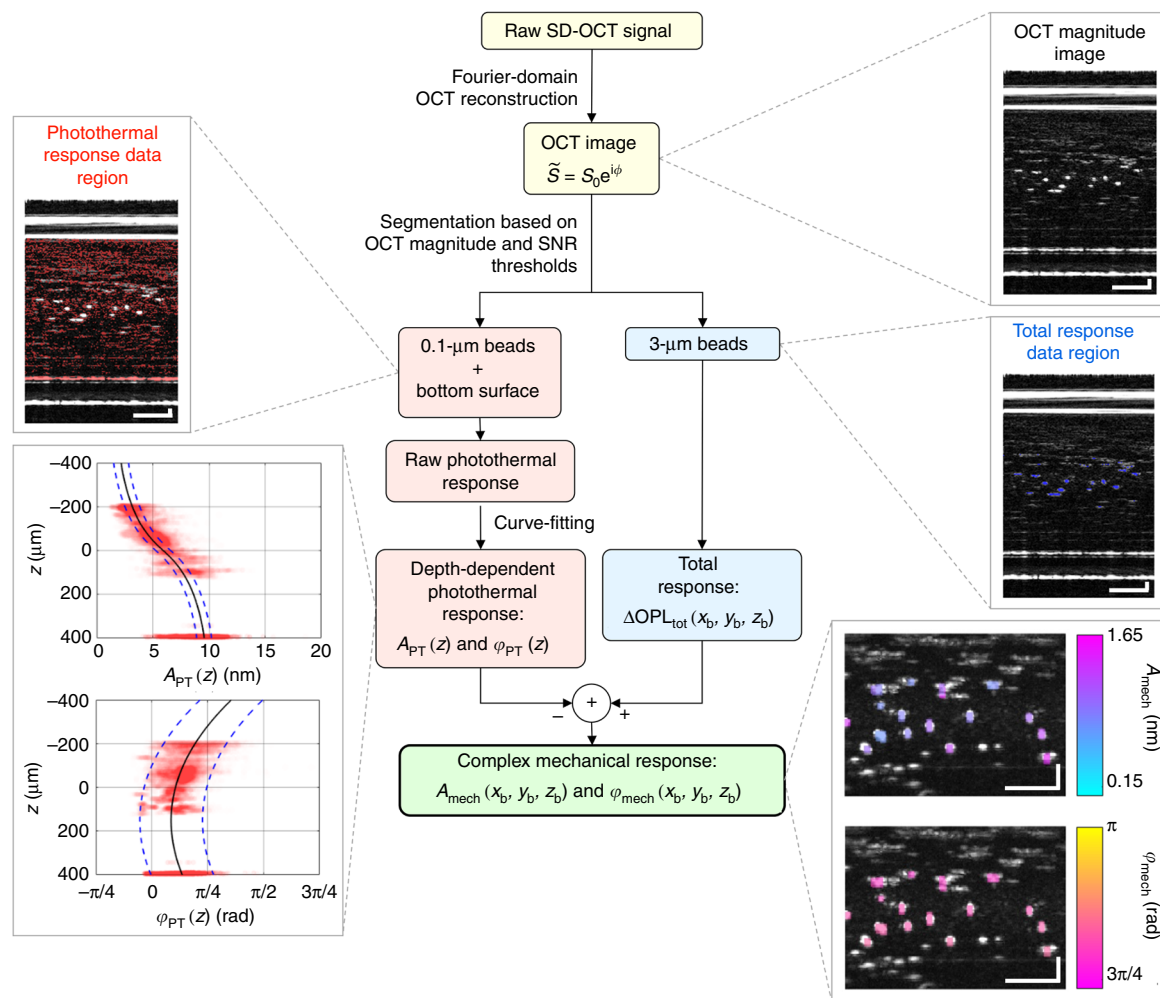 Raw SD-OCT signal
Fourier-domain
OCT reconstruction
OCT image
S̃ = S₀e^{iϕ}
OCT magnitude
image
Photothermal
response data
region
Segmentation based on
OCT magnitude and SNR
thresholds
0.1-μm beads
+
bottom surface
3-μm beads
Total response
data region
Raw photothermal
response
Curve-fitting
Depth-dependent
photothermal
response:
A_PT (z) and φ_PT (z)
Total
response:
ΔOPL_tot (x_b, y_b, z_b)
−
+
+
Complex mechanical response:
A_mech (x_b, y_b, z_b) and φ_mech (x_b, y_b, z_b)
−400
−200
0
200
400
z (μm)
0
5
10
15
20
A_PT (z) (nm)
−400
−200
0
200
400
z (μm)
−π/4
0
π/4
π/2
3π/4
φ_PT (z) (rad)
1.65
A_mech (nm)
0.15
π
φ_mech (rad)
3π/4